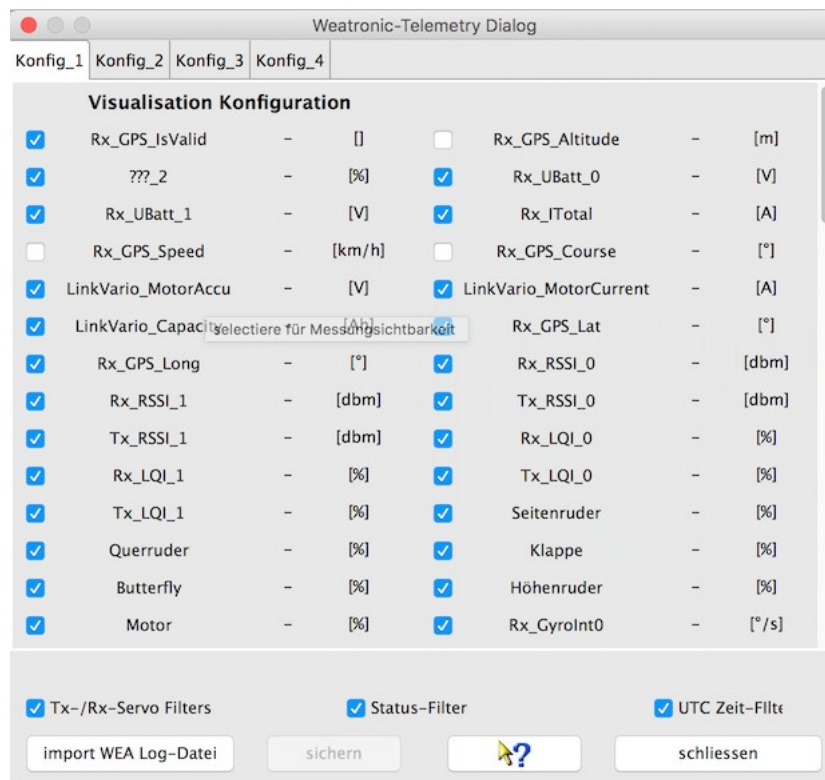 Weatronic-Telemetry Dialog
Konfig_1 Konfig_2 Konfig_3 Konfig_4
Visualisation Konfiguration
Rx_GPS_IsValid – [] Rx_GPS_Altitude – [m]
???_2 – [%] Rx_UBatt_0 – [V]
Rx_UBatt_1 – [V] Rx_ITotal – [A]
Rx_GPS_Speed – [km/h] Rx_GPS_Course – [°]
LinkVario_MotorAccu – [V] LinkVario_MotorCurrent – [A]
LinkVario_Capacity – [Ah] Rx_GPS_Lat – [°]
selectiere für Messungsichtbarkeit
Rx_GPS_Long – [°] Rx_RSSI_0 – [dbm]
Rx_RSSI_1 – [dbm] Tx_RSSI_0 – [dbm]
Tx_RSSI_1 – [dbm] Rx_LQI_0 – [%]
Rx_LQI_1 – [%] Tx_LQI_0 – [%]
Tx_LQI_1 – [%] Seitenruder – [%]
Querruder – [%] Klappe – [%]
Butterfly – [%] Höhenruder – [%]
Motor – [%] Rx_GyroInt0 – [°/s]
Tx-/Rx-Servo Filters Status-Filter UTC Zeit-FIlte
import WEA Log-Datei sichern ? schliessen